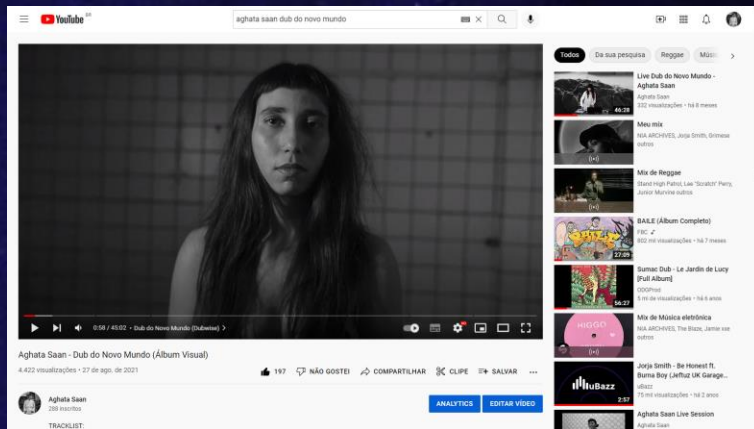 YouTube BR
aghata saan dub do novo mundo
0:58 / 45:02 • Dub do Novo Mundo (Dubwise) >
Aghata Saan - Dub do Novo Mundo (Álbum Visual)
4.422 visualizações • 27 de ago. de 2021
197 NÃO GOSTEI COMPARTILHAR CLIPE SALVAR ...
Aghata Saan
288 inscritos
ANALYTICS EDITAR VÍDEO
TRACKLIST:
Todos Da sua pesquisa Reggae
Live Dub do Novo Mundo -
Aghata Saan
Aghata Saan
332 visualizações • há 8 meses
46:28
Meu mix
NIA ARCHIVES, Jorja Smith, Grimes e
outros
Mix de Reggae
Stand High Patrol, Lee "Scratch" Perry,
Junior Murvine outros
BAILE (Álbum Completo)
FBC
802 mil visualizações • há 7 meses
27:09
Sumac Dub - Le Jardin de Lucy
[Full Album]
ODGProd
5 mi de visualizações • há 6 anos
56:27
Mix de Música eletrônica
NIA ARCHIVES, The Blaze, Jamie xxe
outros
Jorja Smith - Be Honest ft.
Burna Boy (Jeftuz UK Garage...
uBazz
75 mil visualizações • há 2 anos
uBazz
2:57
Aghata Saan Live Session
Aghata Saan